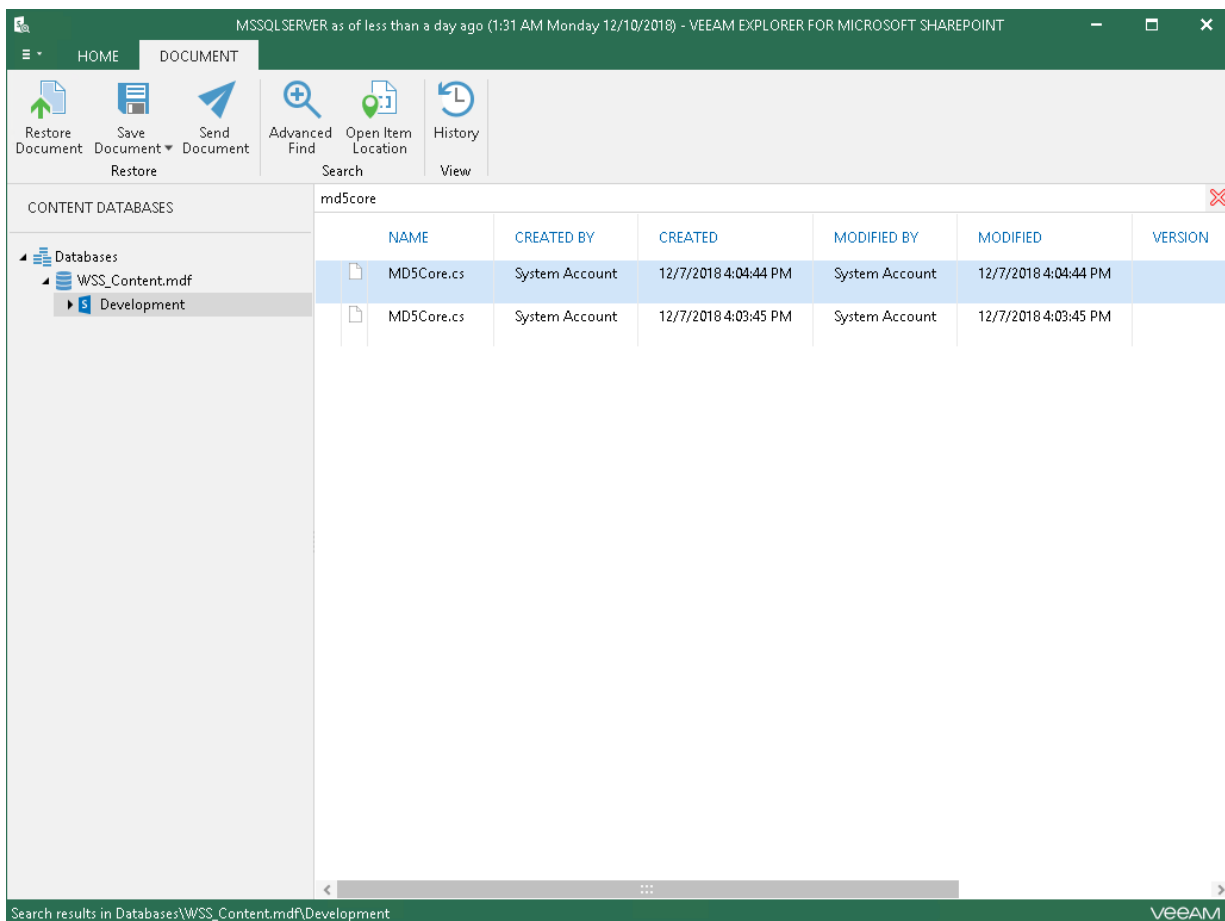 MSSQLSERVER as of less than a day ago (1:31 AM Monday 12/10/2018) - VEEAM EXPLORER FOR MICROSOFT SHAREPOINT
HOME DOCUMENT
Restore Document Save Document Send Document Advanced Find Open Item Location History
Restore Search View
CONTENT DATABASES
Databases
WSS_Content.mdf
Development
md5core
NAME CREATED BY CREATED MODIFIED BY MODIFIED VERSION
MD5Core.cs System Account 12/7/2018 4:04:44 PM System Account 12/7/2018 4:04:44 PM
MD5Core.cs System Account 12/7/2018 4:03:45 PM System Account 12/7/2018 4:03:45 PM
Search results in Databases\WSS_Content.mdf\Development
VEEAM